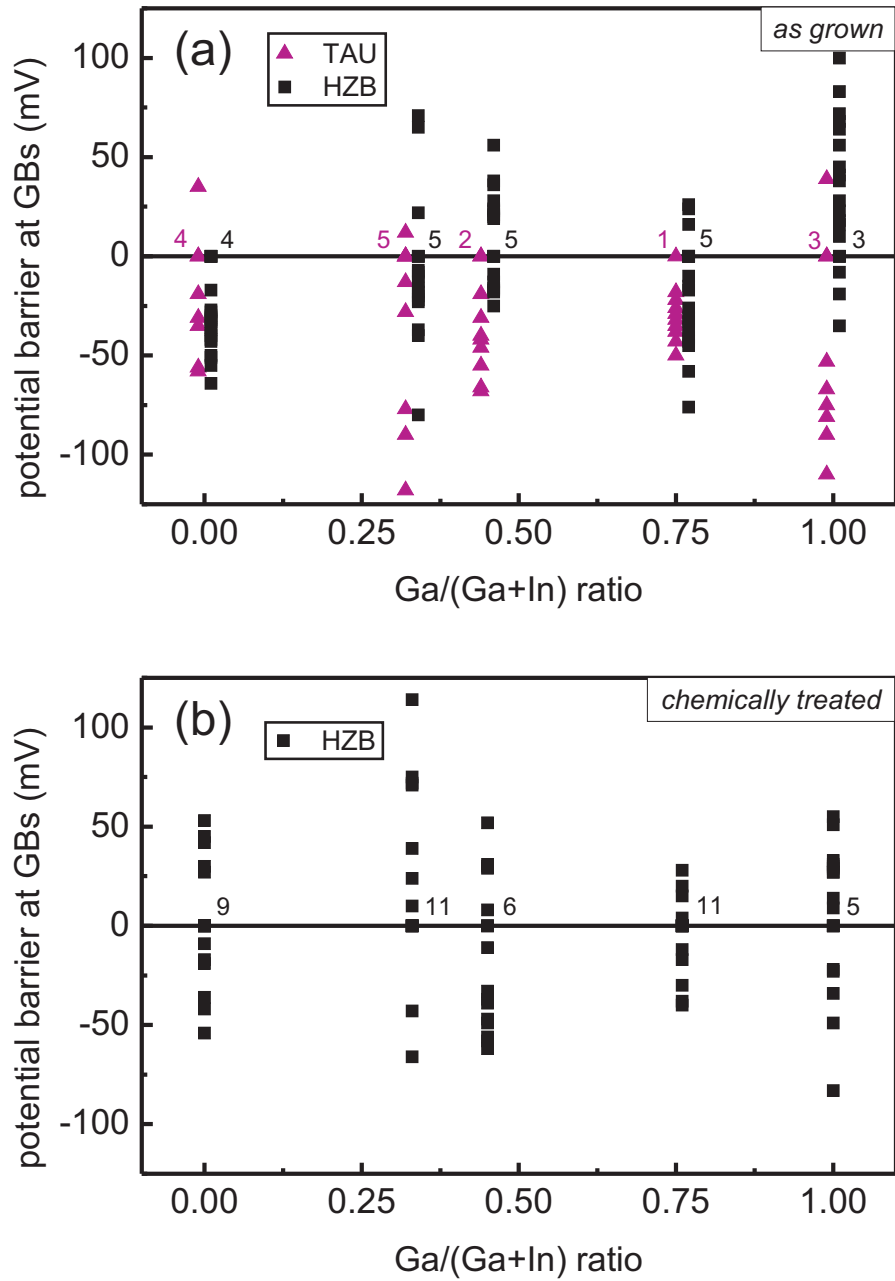 (a)
as grown
TAU
HZB
potential barrier at GBs (mV)
100
50
0
-50
-100
4 4 5 5 2 5 1 5 3 3
0.00 0.25 0.50 0.75 1.00
Ga/(Ga+In) ratio
(b)
chemically treated
HZB
potential barrier at GBs (mV)
100
50
0
-50
-100
9 11 6 11 5
0.00 0.25 0.50 0.75 1.00
Ga/(Ga+In) ratio